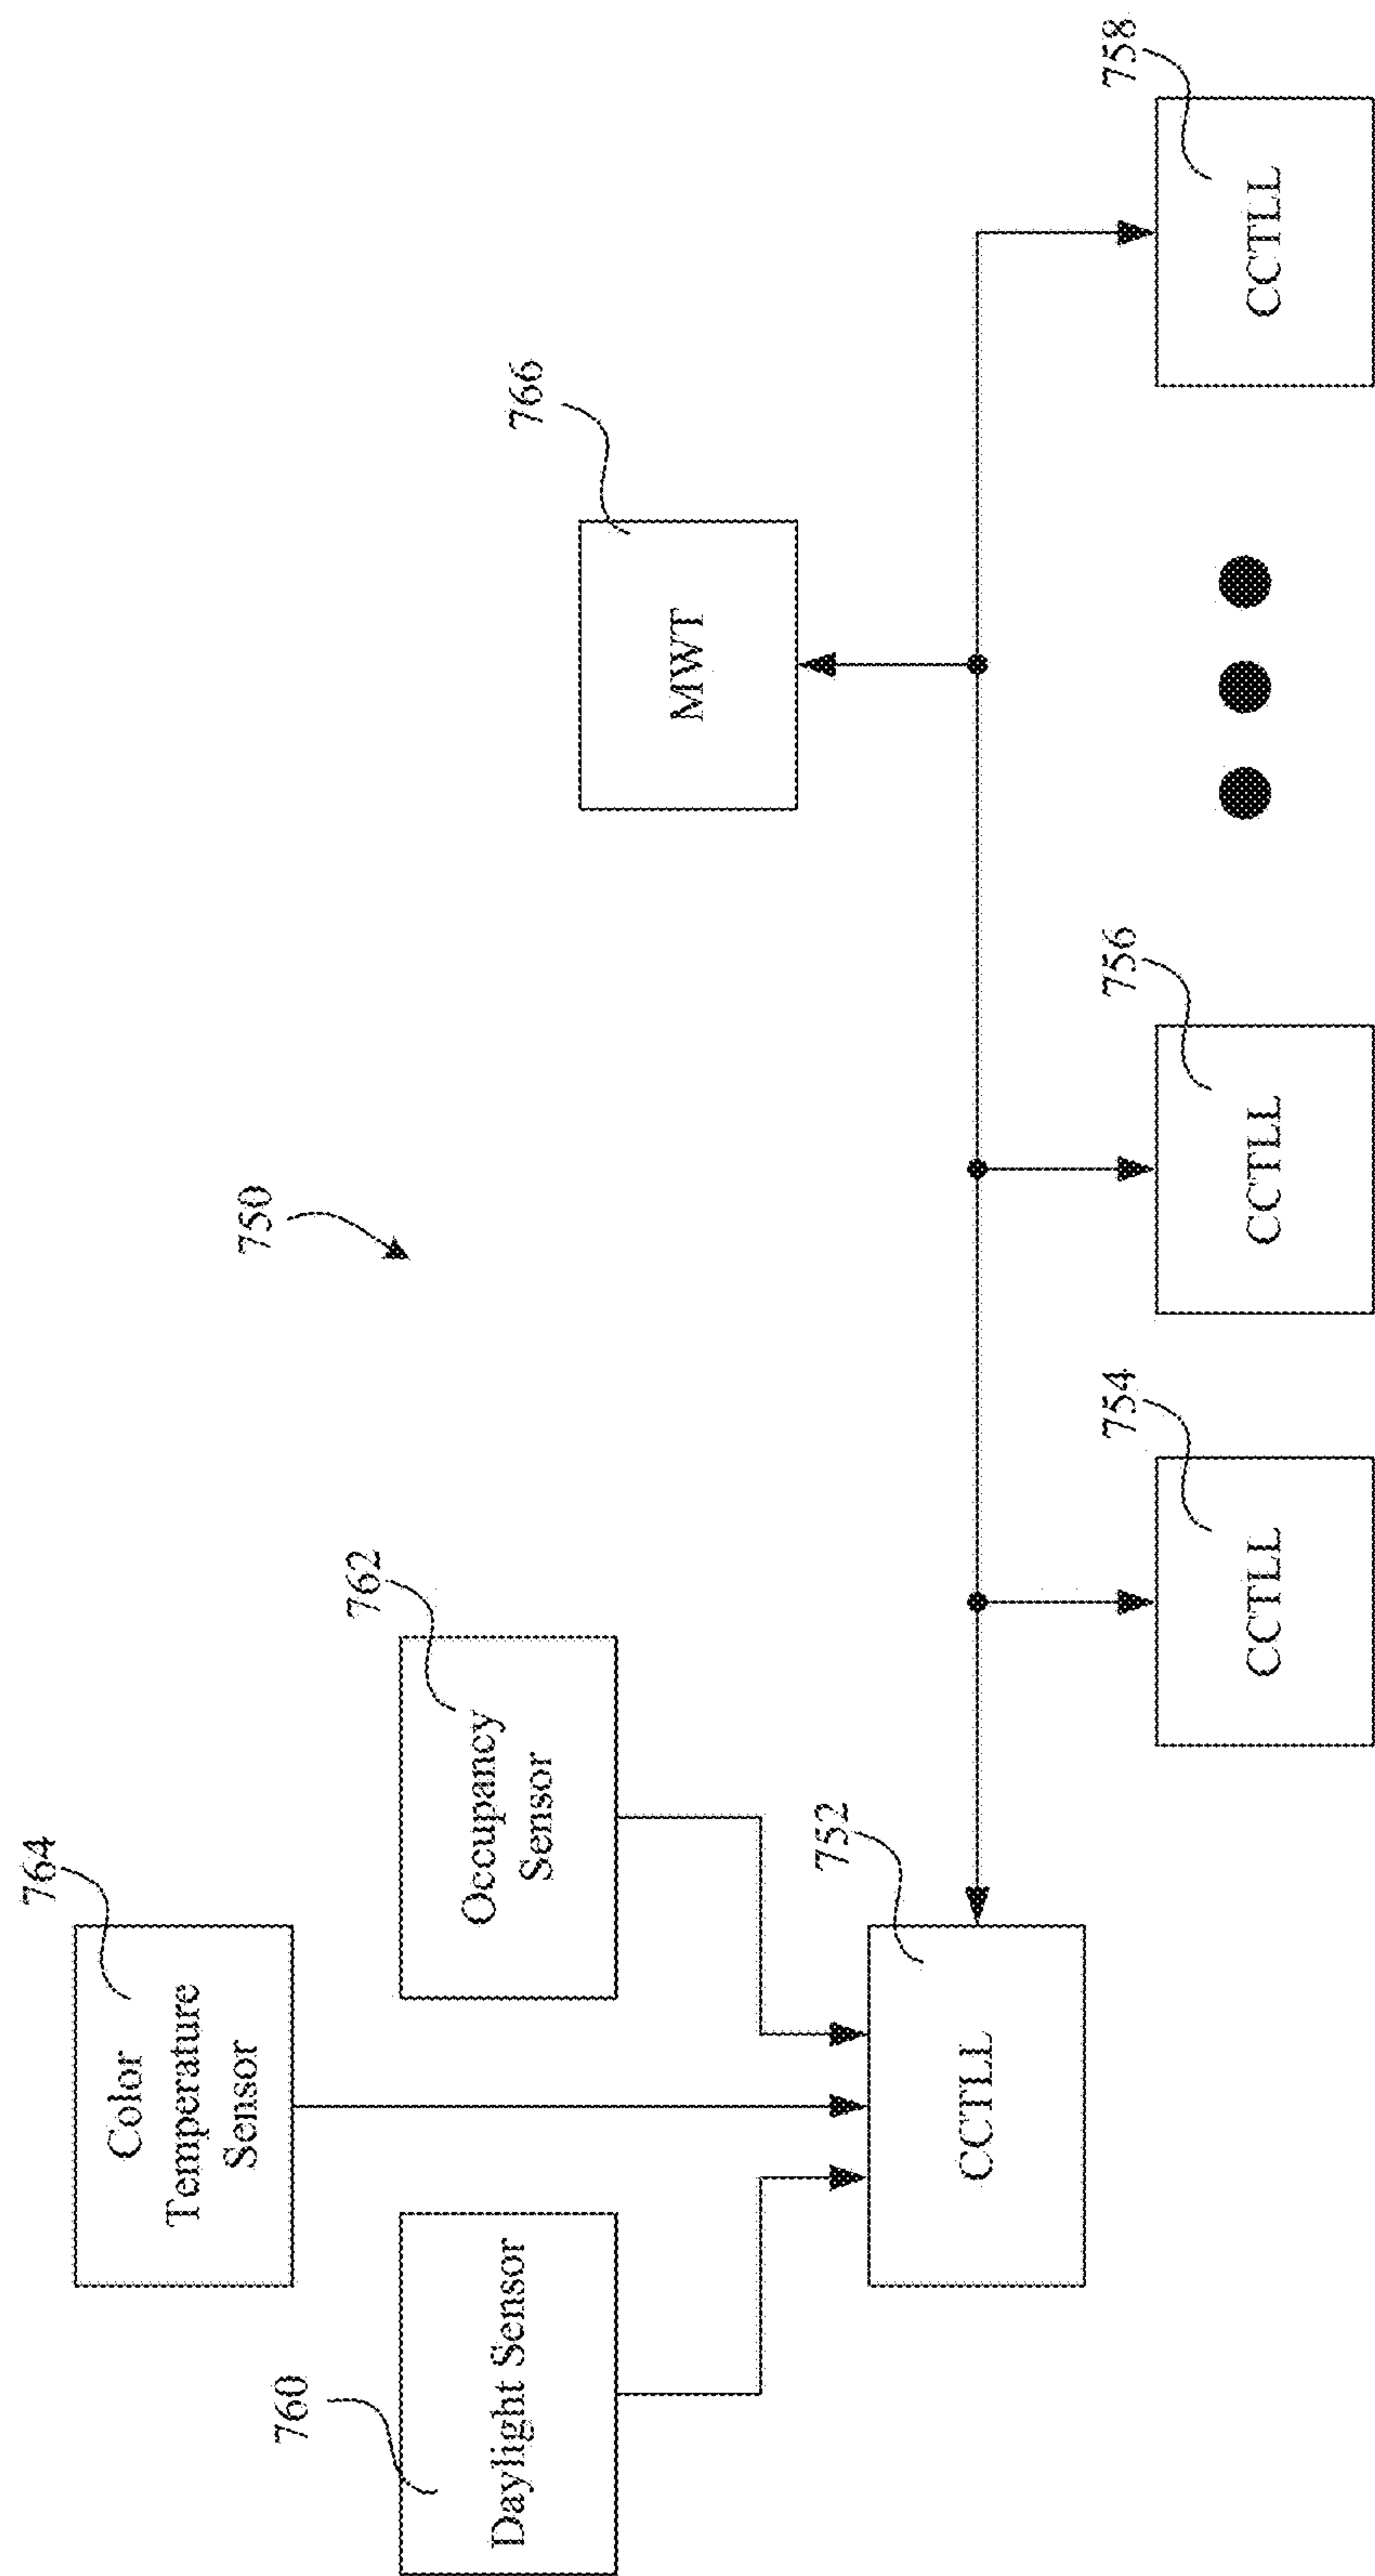 764
Color
Temperature
Sensor
760
Daylight Sensor
762
Occupancy
Sensor
750
766
MWT
752
CCTLL
754
CCTLL
756
CCTLL
758
CCTLL